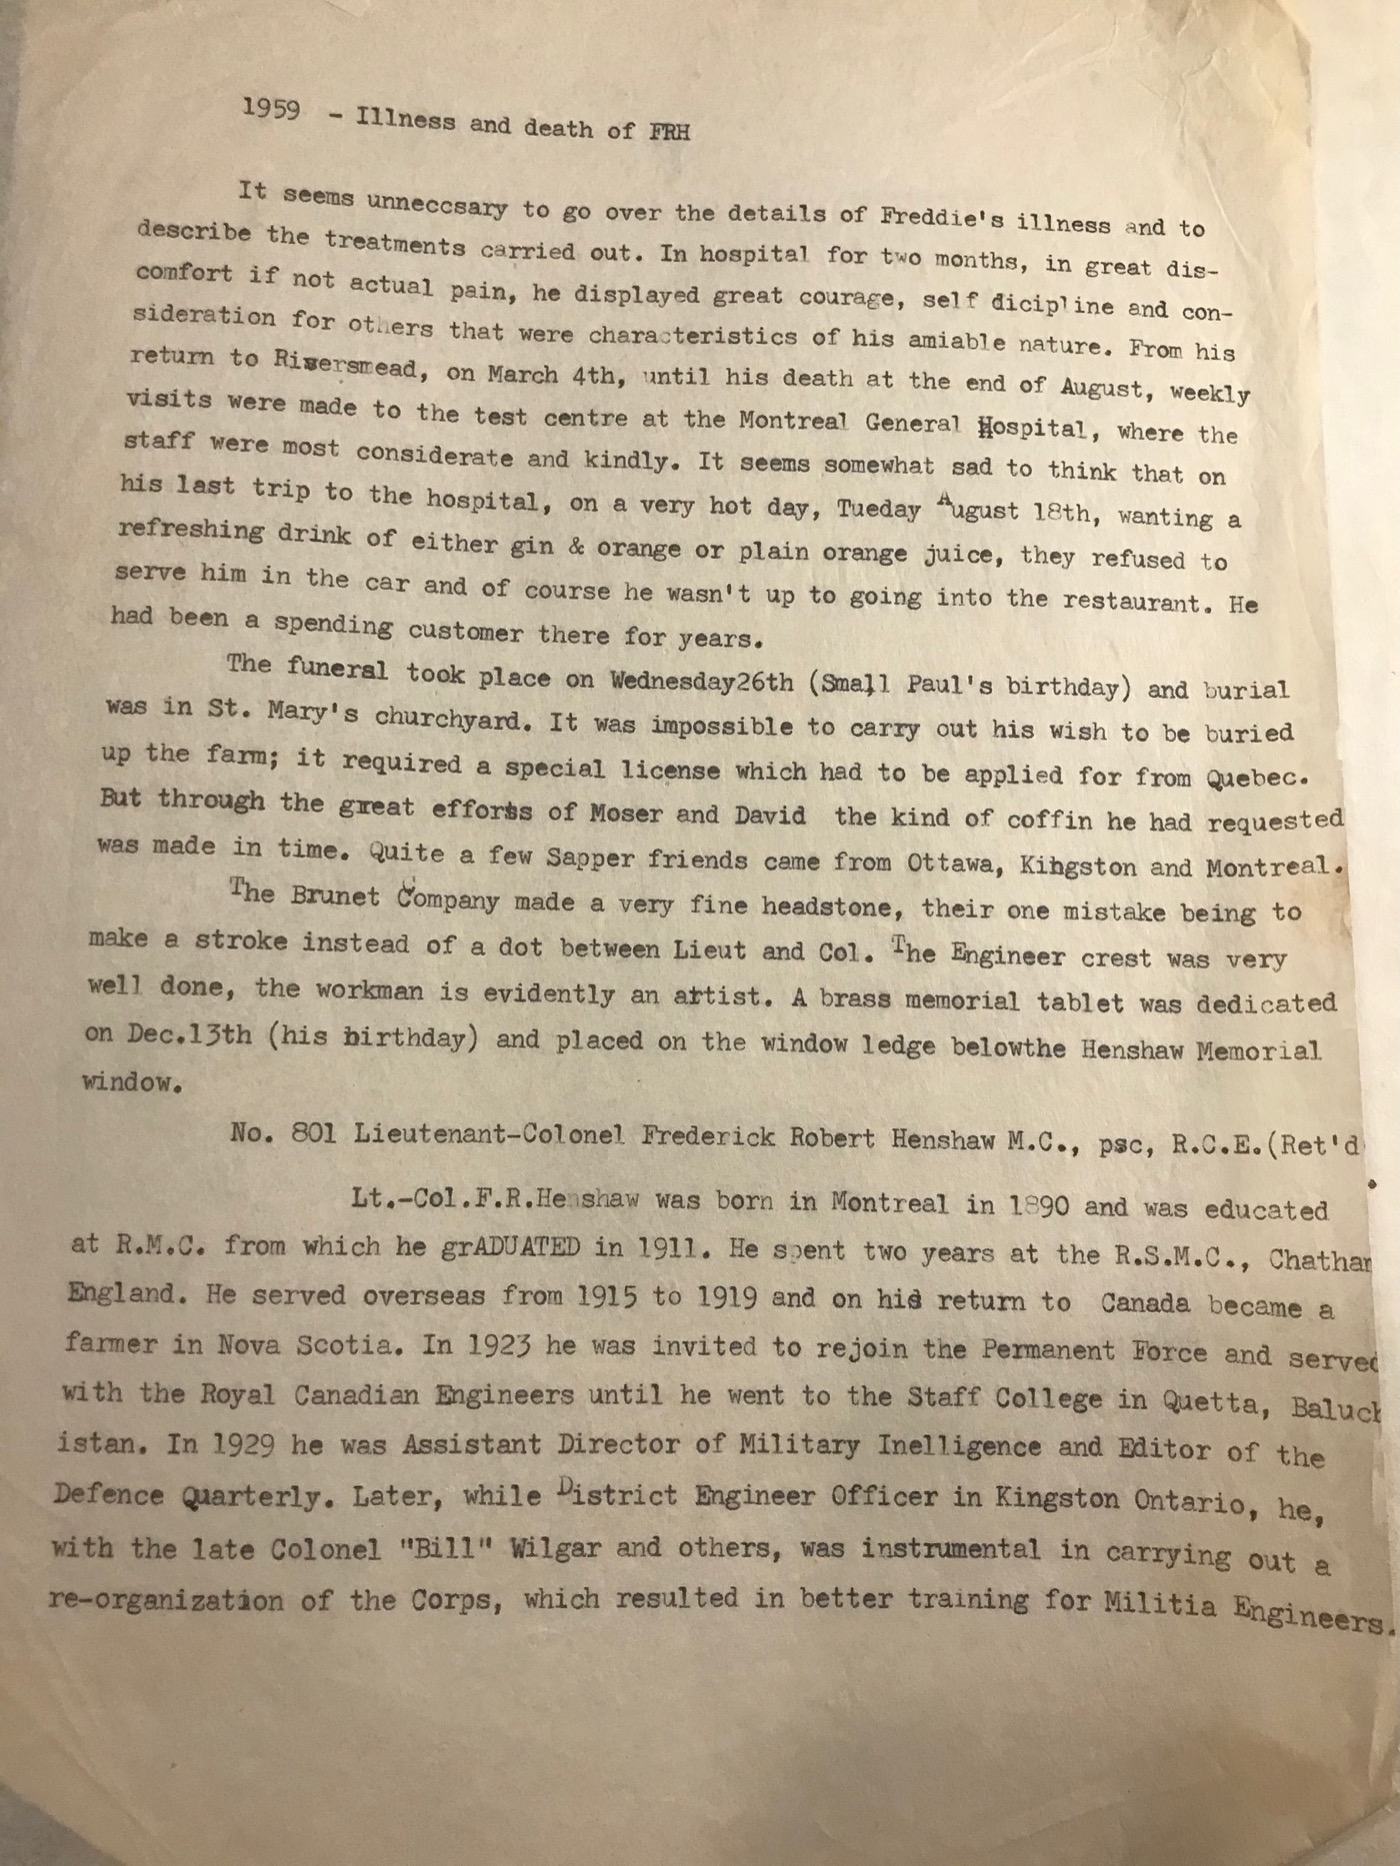 1959 - Illness and death of FRH
It seems unneccsary to go over the details of Freddie's illness and to
describe the treatments carried out. In hospital for two months, in great dis-
comfort if not actual pain, he displayed great courage, self dicipline and con-
sideration for others that were characteristics of his amiable nature. From his
return to Riversmead, on March 4th, until his death at the end of August, weekly
visits were made to the test centre at the Montreal General Hospital, where the
staff were most considerate and kindly. It seems somewhat sad to think that on
his last trip to the hospital, on a very hot day, Tueday August 18th, wanting a
refreshing drink of either gin & orange or plain orange juice, they refused to
serve him in the car and of course he wasn't up to going into the restaurant. He
had been a spending customer there for years.
The funeral took place on Wednesday26th (Small Paul's birthday) and burial
was in St. Mary's churchyard. It was impossible to carry out his wish to be buried
up the farm; it required a special license which had to be applied for from Quebec.
But through the great efforts of Moser and David the kind of coffin he had requested
was made in time. Quite a few Sapper friends came from Ottawa, Kingston and Montreal.
The Brunet Company made a very fine headstone, their one mistake being to
make a stroke instead of a dot between Lieut and Col. The Engineer crest was very
well done, the workman is evidently an artist. A brass memorial tablet was dedicated
on Dec.13th (his birthday) and placed on the window ledge belowthe Henshaw Memorial
window.
No. 801 Lieutenant-Colonel Frederick Robert Henshaw M.C., psc, R.C.E.(Ret'd
Lt.-Col.F.R.Henshaw was born in Montreal in 1890 and was educated
at R.M.C. from which he grADUATED in 1911. He spent two years at the R.S.M.C., Chatham
England. He served overseas from 1915 to 1919 and on his return to Canada became a
farmer in Nova Scotia. In 1923 he was invited to rejoin the Permanent Force and served
with the Royal Canadian Engineers until he went to the Staff College in Quetta, Baluch
istan. In 1929 he was Assistant Director of Military Inelligence and Editor of the
Defence Quarterly. Later, while District Engineer Officer in Kingston Ontario, he,
with the late Colonel "Bill" Wilgar and others, was instrumental in carrying out a
re-organization of the Corps, which resulted in better training for Militia Engineers.